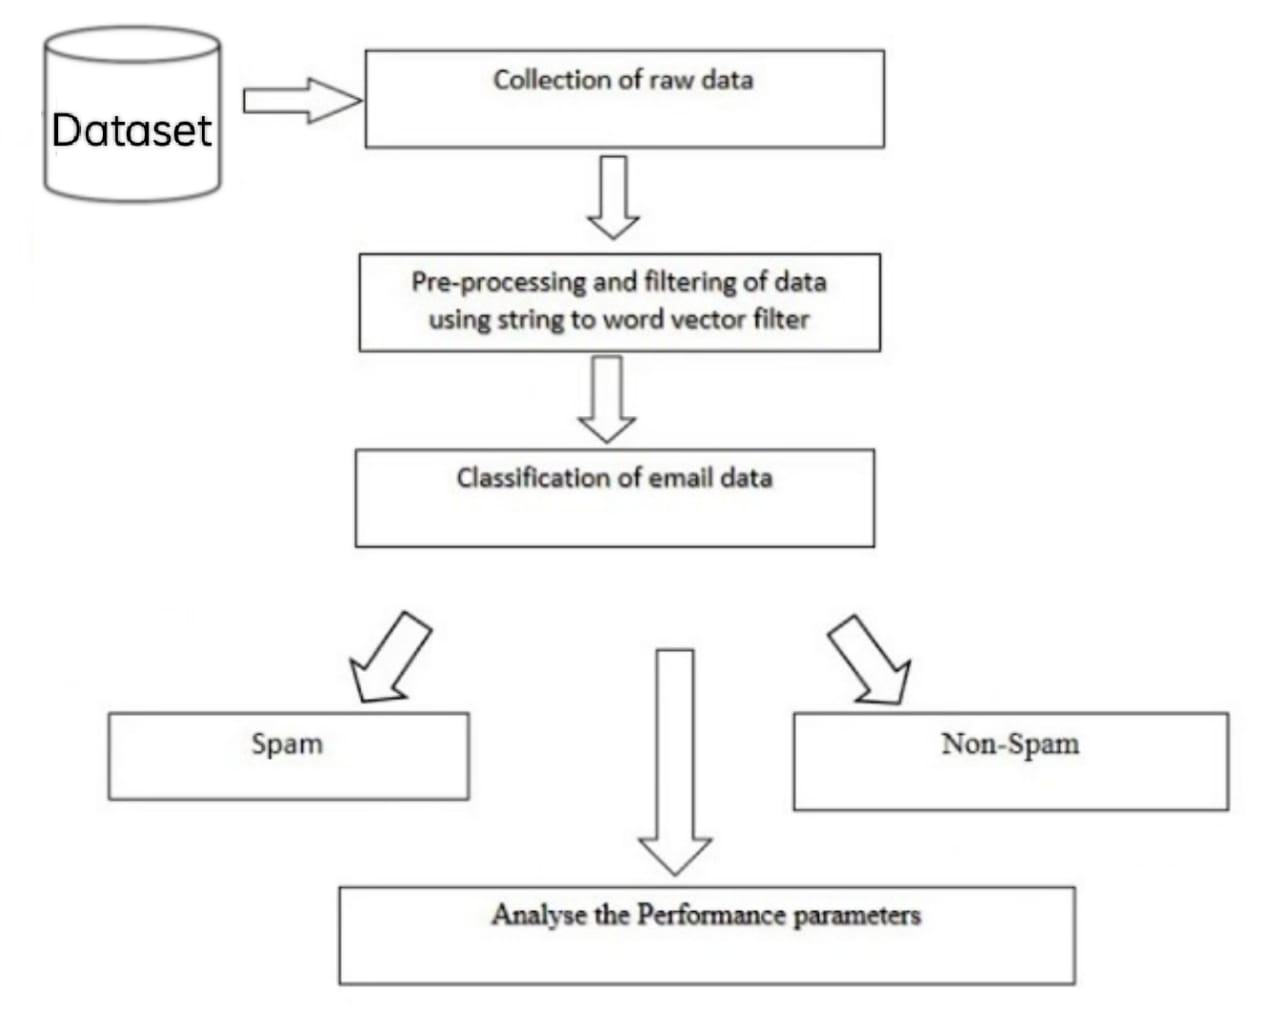 Dataset
Collection of raw data
Pre-processing and filtering of data
using string to word vector filter
Classification of email data
Spam
Non-Spam
Analyse the Performance parameters